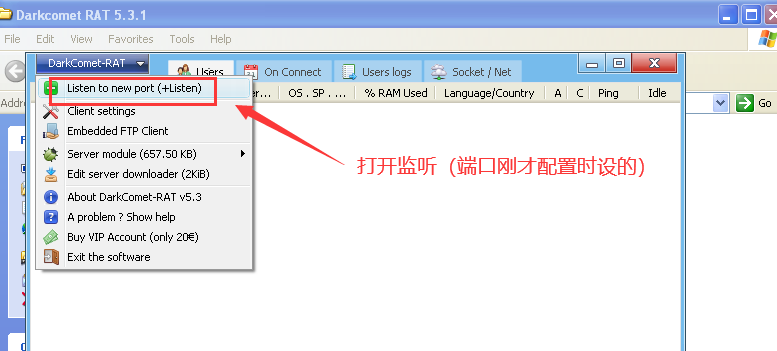 Darkcomet RAT 5.3.1
File Edit View Favorites Tools Help
DarkComet-RAT
Users On Connect Users logs Socket / Net
er... OS . SP . ... % RAM Used Language/Country A C Ping Idle
Addre
Go
Listen to new port (+Listen)
Client settings
Embedded FTP Client
Server module (657.50 KB)
Edit server downloader (2KiB)
About DarkComet-RAT v5.3
A problem ? Show help
Buy VIP Account (only 20€)
Exit the software
打开监听（端口刚才配置时设的）